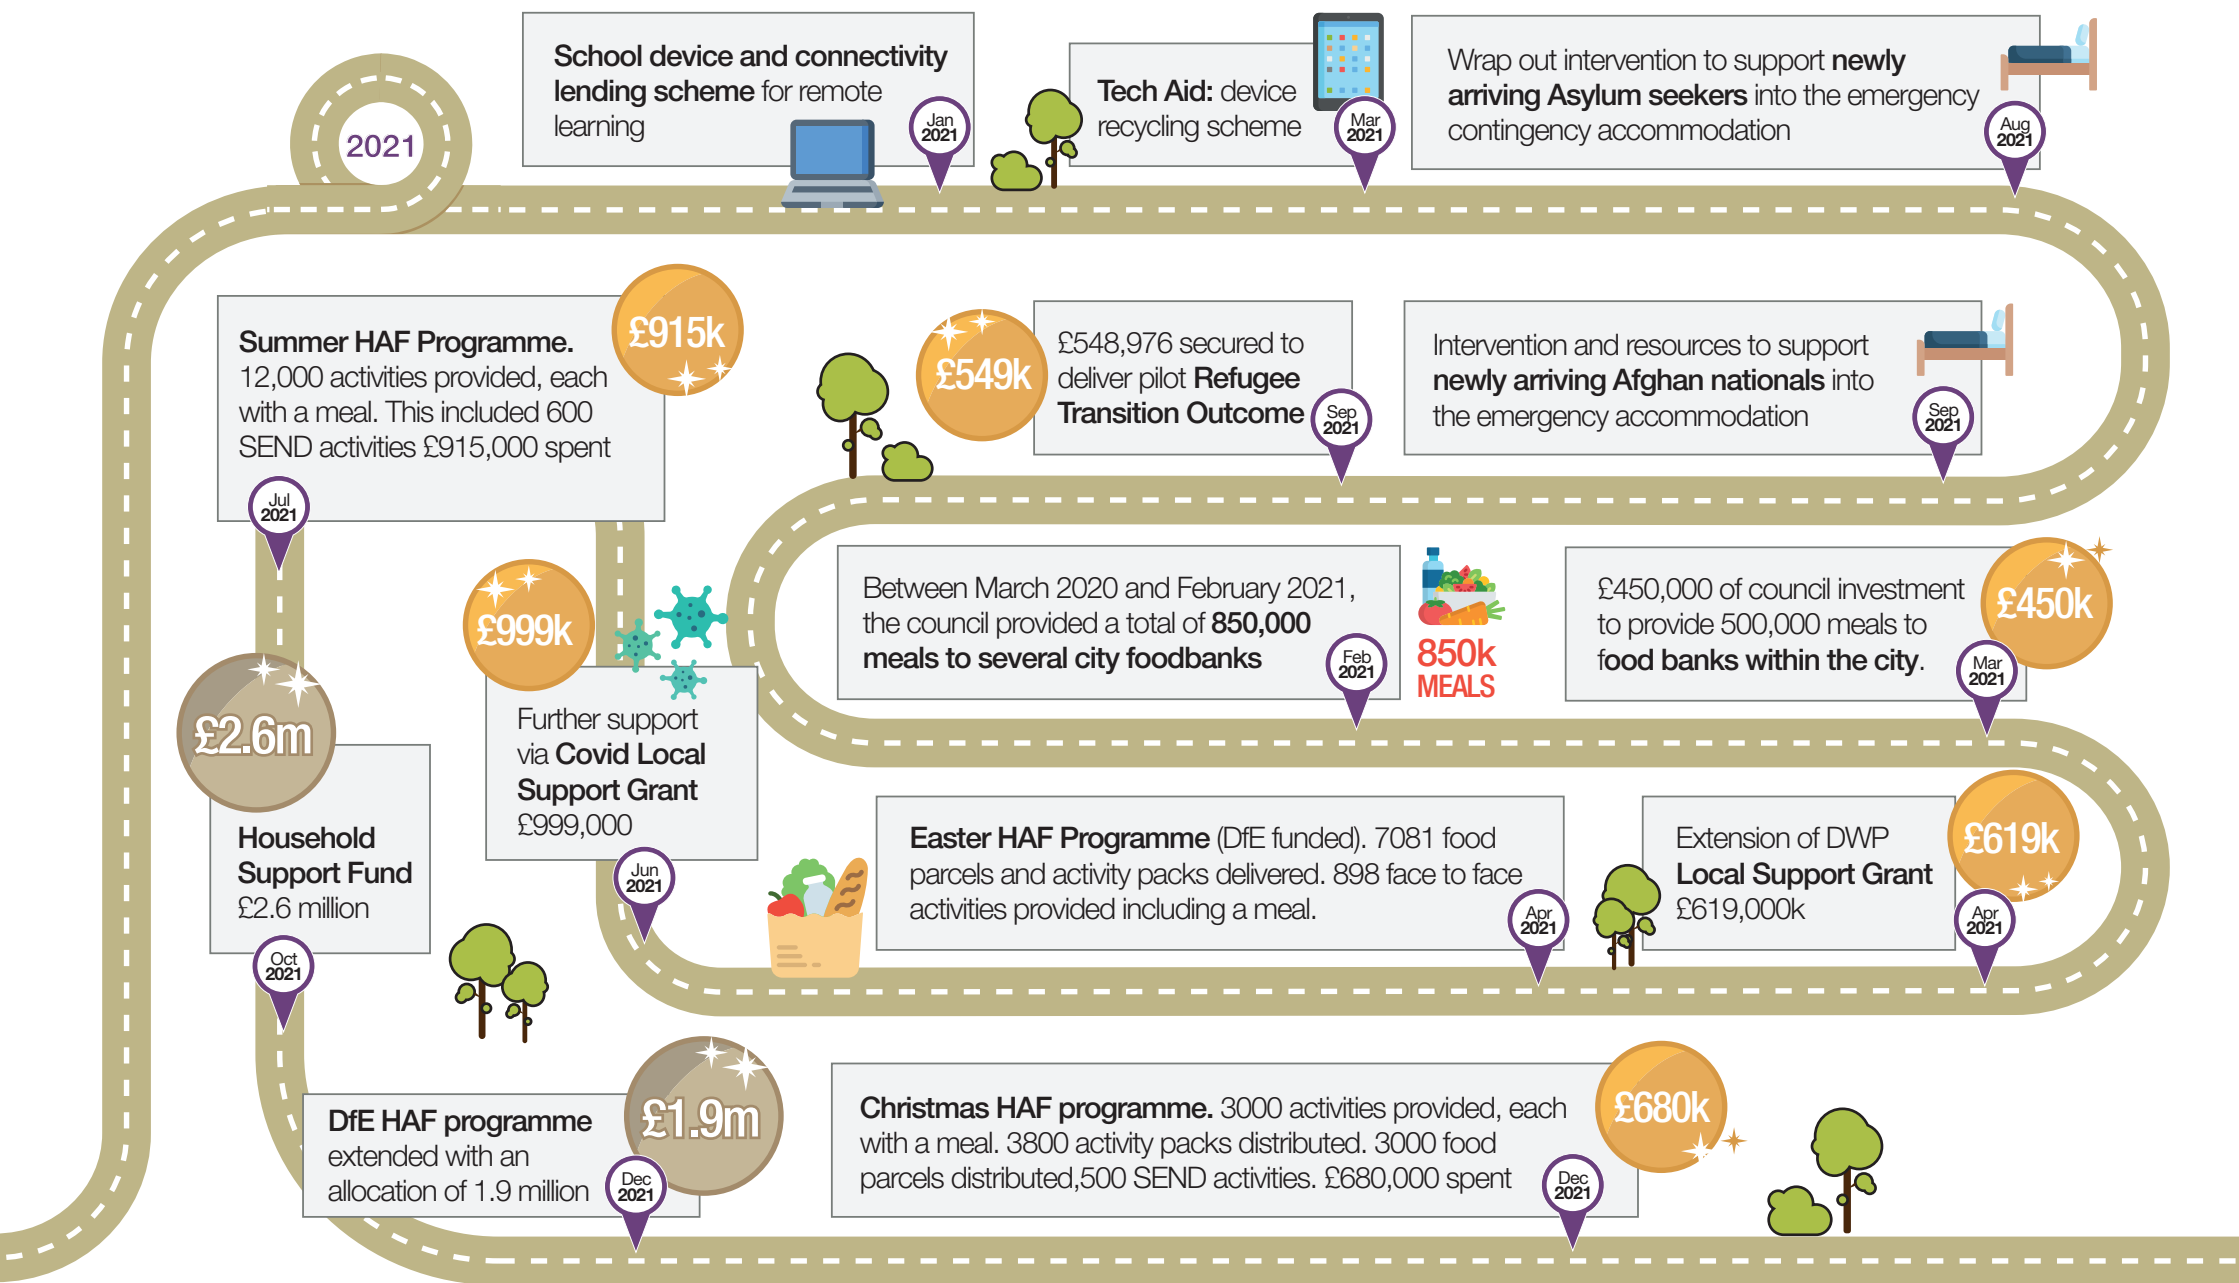 2021
School device and connectivity
lending scheme for remote
learning
Jan
2021
Tech Aid: device
recycling scheme
Mar
2021
Wrap out intervention to support newly
arriving Asylum seekers into the emergency
contingency accommodation
Aug
2021
Intervention and resources to support
newly arriving Afghan nationals into
the emergency accommodation
Sep
2021
£549k
£548,976 secured to
deliver pilot Refugee
Transition Outcome
Sep
2021
Between March 2020 and February 2021,
the council provided a total of 850,000
meals to several city foodbanks
Feb
2021
850k
MEALS
£450,000 of council investment
to provide 500,000 meals to
food banks within the city.
£450k
Mar
2021
Extension of DWP
Local Support Grant
£619,000k
£619k
Apr
2021
Easter HAF Programme (DfE funded). 7081 food
parcels and activity packs delivered. 898 face to face
activities provided including a meal.
Apr
2021
£999k
Further support
via Covid Local
Support Grant
£999,000
Jun
2021
Summer HAF Programme.
12,000 activities provided, each
with a meal. This included 600
SEND activities £915,000 spent
£915k
Jul
2021
£2.6m
Household
Support Fund
£2.6 million
Oct
2021
DfE HAF programme
extended with an
allocation of 1.9 million
£1.9m
Dec
2021
Christmas HAF programme. 3000 activities provided, each
with a meal. 3800 activity packs distributed. 3000 food
parcels distributed,500 SEND activities. £680,000 spent
£680k
Dec
2021